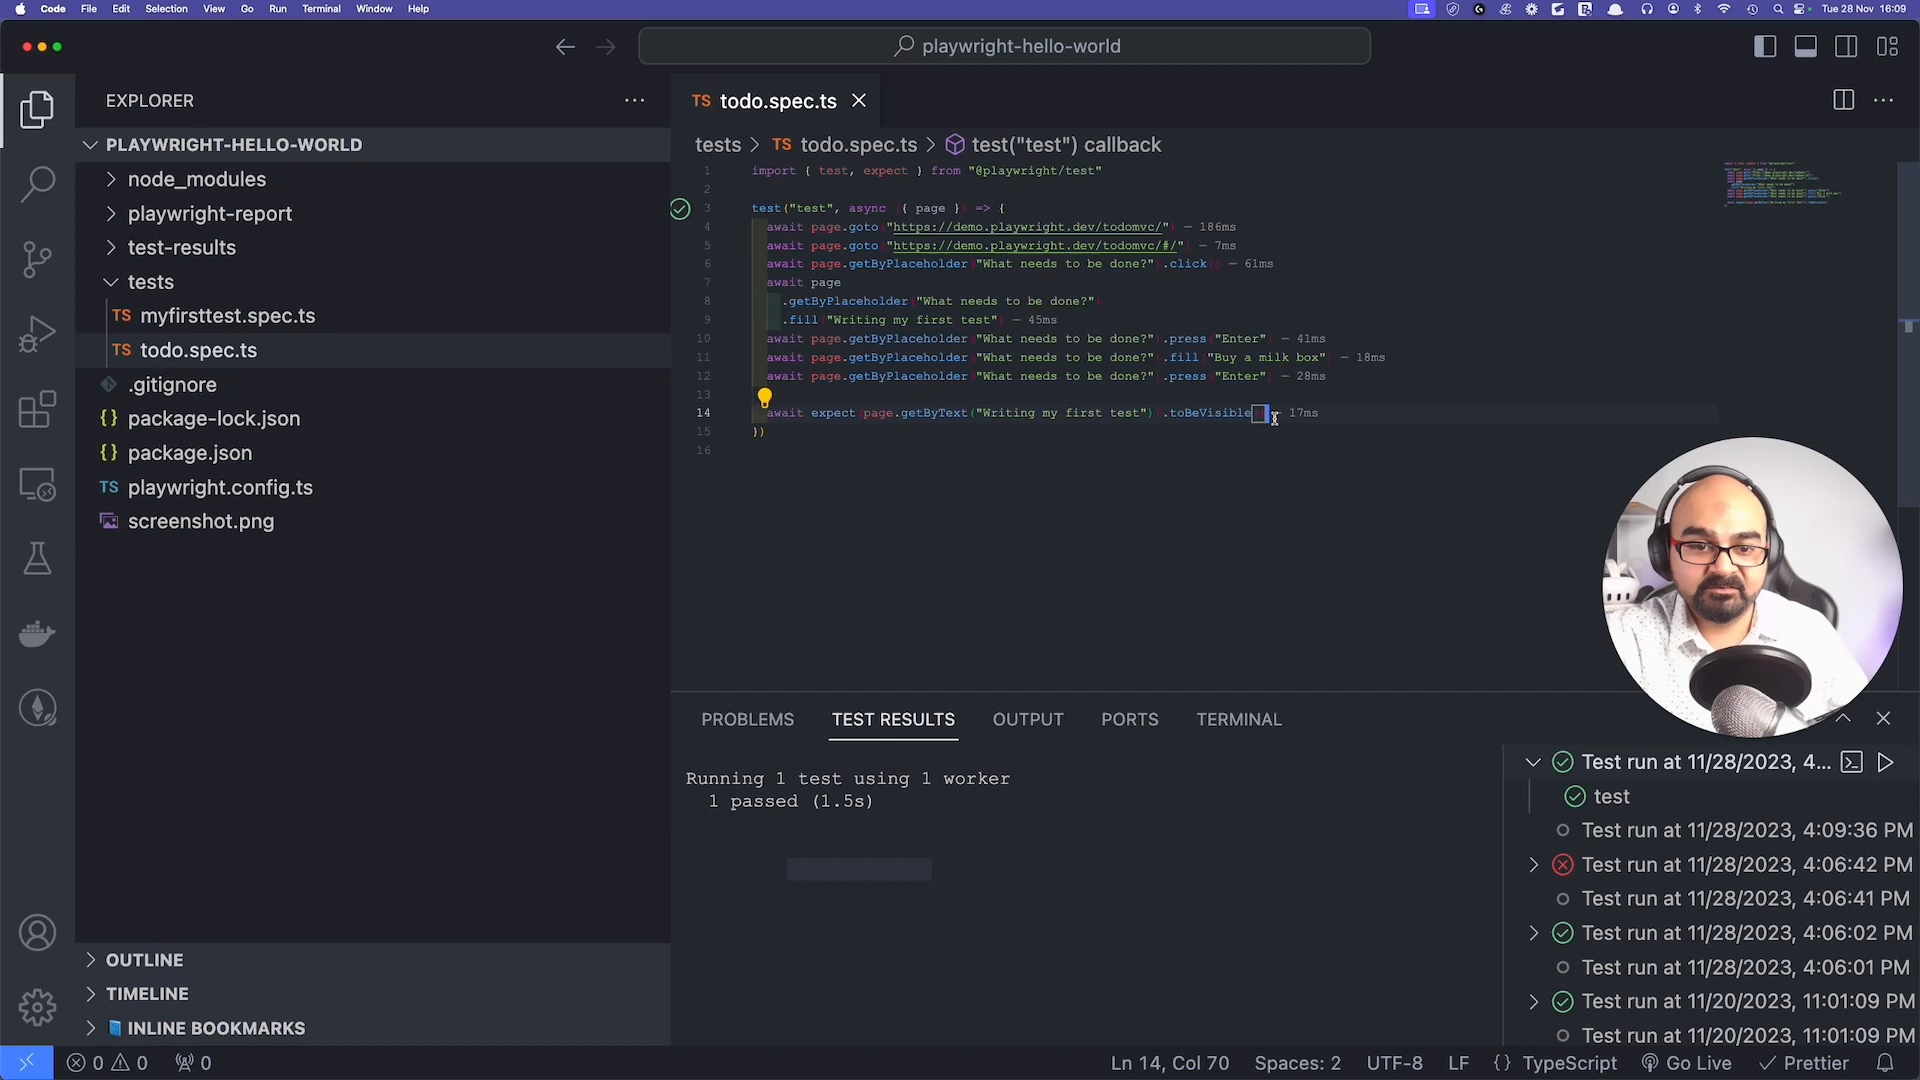 Code File Edit Selection View Go Run Terminal Window Help
Tue 28 Nov 16:09
playwright-hello-world
EXPLORER
PLAYWRIGHT-HELLO-WORLD
node_modules
playwright-report
test-results
tests
TS myfirsttest.spec.ts
TS todo.spec.ts
.gitignore
{} package-lock.json
{} package.json
TS playwright.config.ts
screenshot.png
OUTLINE
TIMELINE
INLINE BOOKMARKS
TS todo.spec.ts
tests > TS todo.spec.ts > test("test") callback
1 import { test, expect } from "@playwright/test"
2
3 test("test", async ({ page }) => {
4 await page.goto("https://demo.playwright.dev/todomvc/") — 186ms
5 await page.goto("https://demo.playwright.dev/todomvc/#/") — 7ms
6 await page.getByPlaceholder("What needs to be done?").click() — 61ms
7 await page
8 .getByPlaceholder("What needs to be done?")
9 .fill("Writing my first test") — 45ms
10 await page.getByPlaceholder("What needs to be done?").press("Enter") — 41ms
11 await page.getByPlaceholder("What needs to be done?").fill("Buy a milk box") — 18ms
12 await page.getByPlaceholder("What needs to be done?").press("Enter") — 28ms
13
14 await expect(page.getByText("Writing my first test")).toBeVisible() — 17ms
15 })
16
PROBLEMS TEST RESULTS OUTPUT PORTS TERMINAL
Running 1 test using 1 worker
1 passed (1.5s)
Test run at 11/28/2023, 4...
test
Test run at 11/28/2023, 4:09:36 PM
Test run at 11/28/2023, 4:06:42 PM
Test run at 11/28/2023, 4:06:41 PM
Test run at 11/28/2023, 4:06:02 PM
Test run at 11/28/2023, 4:06:01 PM
Test run at 11/20/2023, 11:01:09 PM
Test run at 11/20/2023, 11:01:09 PM
0 0 0
Ln 14, Col 70 Spaces: 2 UTF-8 LF {} TypeScript Go Live Prettier